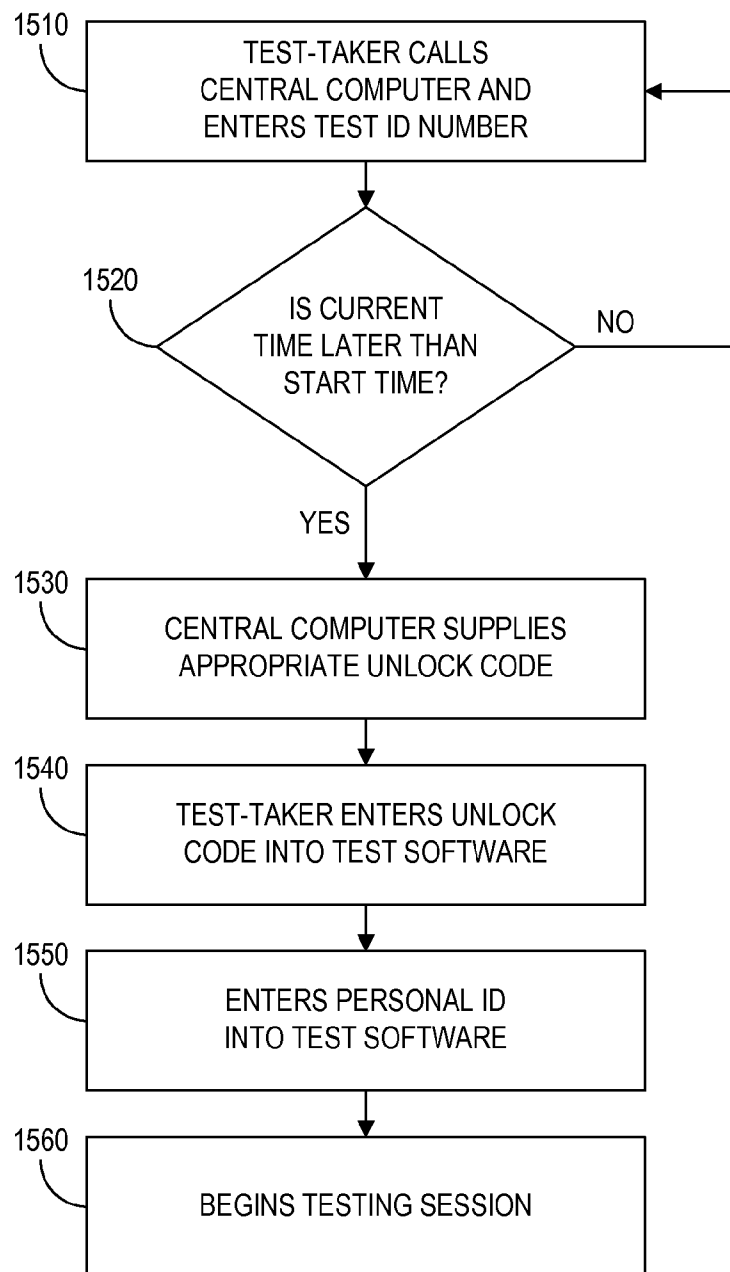 1510
TEST-TAKER CALLS
CENTRAL COMPUTER AND
ENTERS TEST ID NUMBER
1520
IS CURRENT
TIME LATER THAN
START TIME?
NO
YES
1530
CENTRAL COMPUTER SUPPLIES
APPROPRIATE UNLOCK CODE
1540
TEST-TAKER ENTERS UNLOCK
CODE INTO TEST SOFTWARE
1550
ENTERS PERSONAL ID
INTO TEST SOFTWARE
1560
BEGINS TESTING SESSION